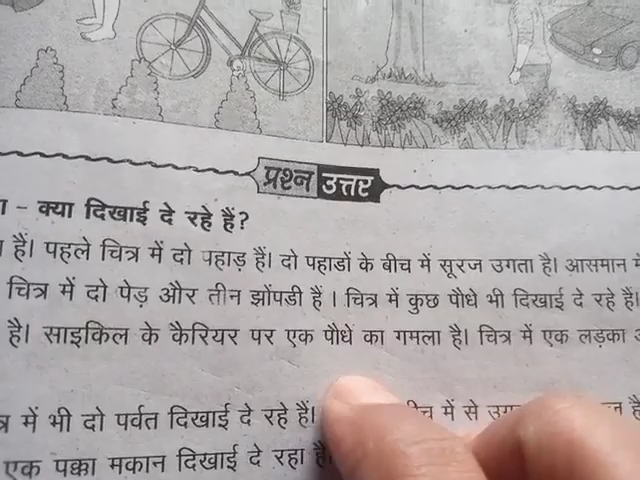 प्रश्न उत्तर
- क्या दिखाई दे रहे हैं?
हैं। पहले चित्र में दो पहाड़ हैं। दो पहाडों के बीच में सूरज उगता है। आसमान में
चित्र में दो पेड़ और तीन झोंपडी हैं । चित्र में कुछ पौधे भी दिखाई दे रहे हैं।
है। साइकिल के कैरियर पर एक पौधे का गमला है। चित्र में एक लड़का
में भी दो पर्वत दिखाई दे रहे हैं। में से
एक पक्का मकान दिखाई दे रहा है